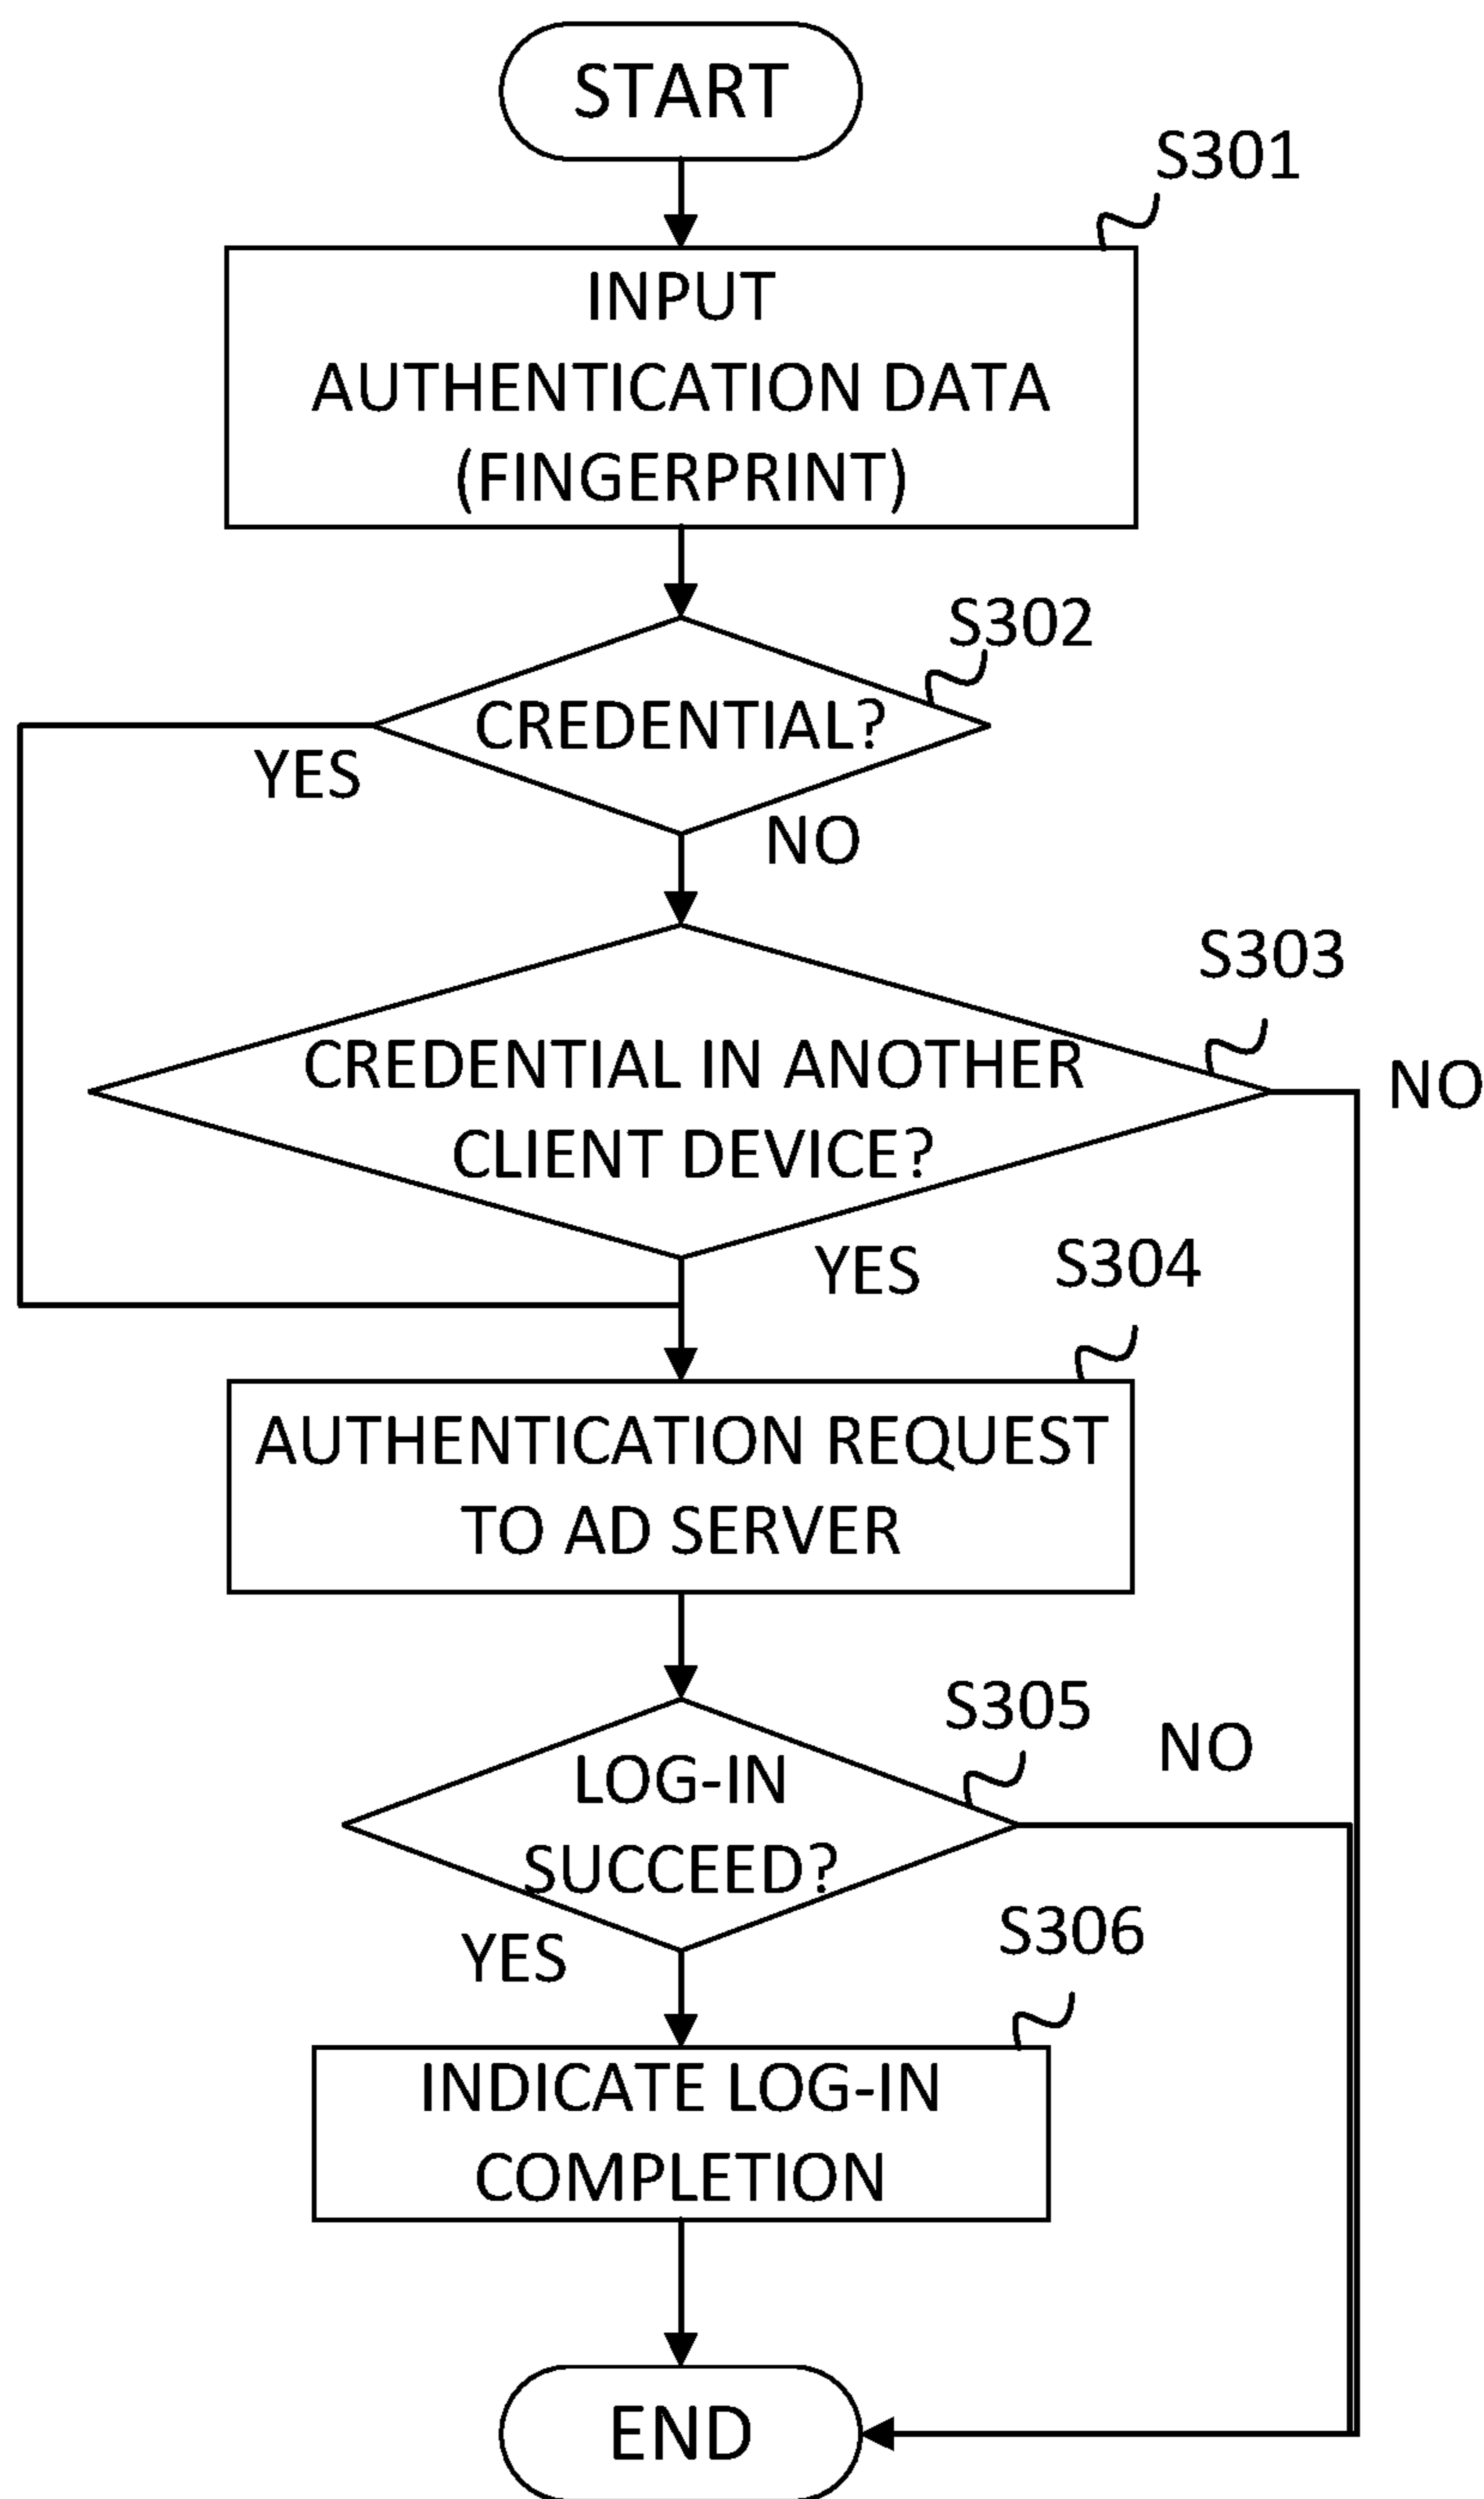 START
S301
INPUT
AUTHENTICATION DATA
(FINGERPRINT)
S302
CREDENTIAL?
YES
NO
S303
CREDENTIAL IN ANOTHER
CLIENT DEVICE?
NO
YES
S304
AUTHENTICATION REQUEST
TO AD SERVER
S305
NO
LOG-IN
SUCCEED?
YES
S306
INDICATE LOG-IN
COMPLETION
END